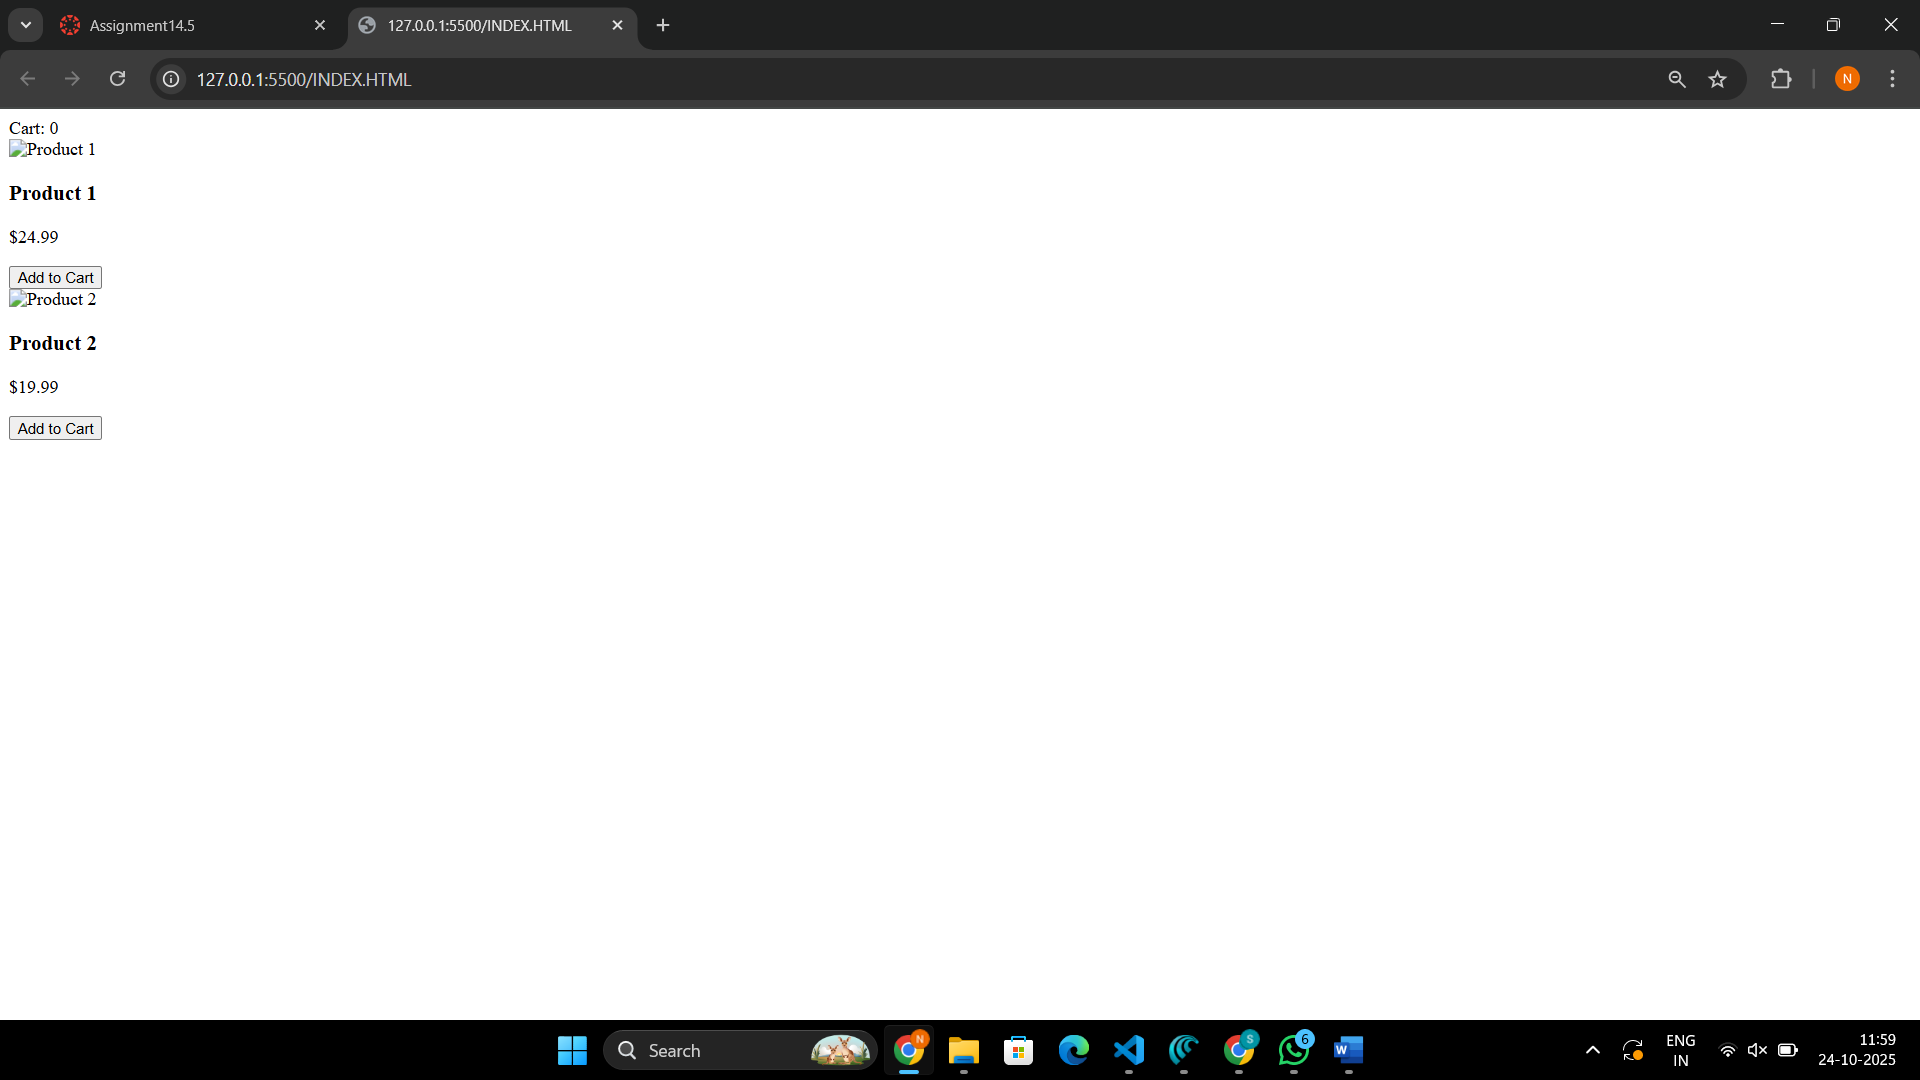 Assignment14.5
127.0.0.1:5500/INDEX.HTML
127.0.0.1:5500/INDEX.HTML
N
Cart: 0
Product 1
Product 1
$24.99
Add to Cart
Product 2
Product 2
$19.99
Add to Cart
Search
N
S
6
W
ENG
IN
11:59
24-10-2025